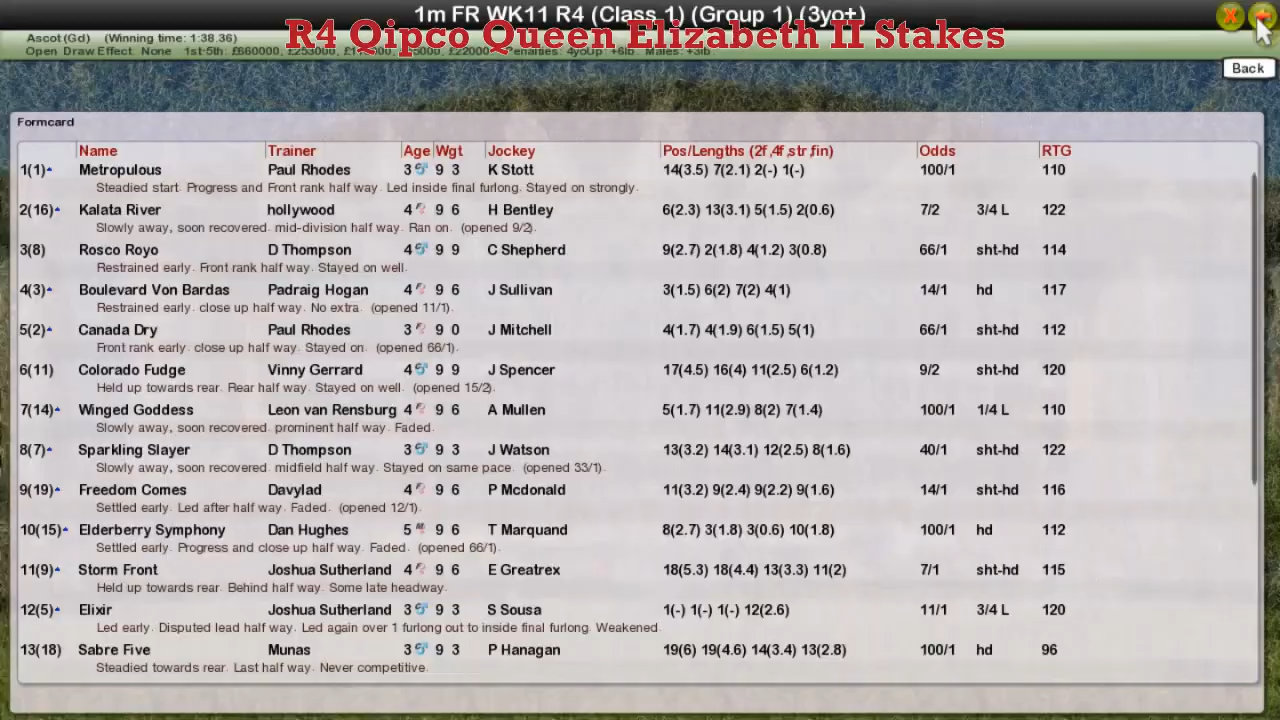 1m FR WK11 R4 (Class 1) (Group 1) (3yo+)
R4 Qipco Queen Elizabeth II Stakes
Ascot(Gd) (Winning time: 1:38.36)
Open Draw Effect. None 1st-5th: £660000, £253000, £22000 Penalties: 4yoUp: +6lb. Males: +3lb
Back
Formcard
Name Trainer Age Wgt Jockey Pos/Lengths (2f,4f,str,fin) Odds RTG
1(1) Metropulous Paul Rhodes 3 9 3 K Stott 14(3.5) 7(2.1) 2(-) 1(-) 100/1 110
Steadied start. Progress and Front rank half way. Led inside final furlong. Stayed on strongly.
2(16) Kalata River hollywood 4 9 6 H Bentley 6(2.3) 13(3.1) 5(1.5) 2(0.6) 7/2 3/4 L 122
Slowly away, soon recovered. mid-division half way. Ran on. (opened 9/2).
3(8) Rosco Royo D Thompson 4 9 9 C Shepherd 9(2.7) 2(1.8) 4(1.2) 3(0.8) 66/1 sht-hd 114
Restrained early. Front rank half way. Stayed on well.
4(3) Boulevard Von Bardas Padraig Hogan 4 9 6 J Sullivan 3(1.5) 6(2) 7(2) 4(1) 14/1 hd 117
Restrained early. close up half way. No extra. (opened 11/1).
5(2) Canada Dry Paul Rhodes 3 9 0 J Mitchell 4(1.7) 4(1.9) 6(1.5) 5(1) 66/1 sht-hd 112
Front rank early. close up half way. Stayed on. (opened 66/1).
6(11) Colorado Fudge Vinny Gerrard 4 9 9 J Spencer 17(4.5) 16(4) 11(2.5) 6(1.2) 9/2 sht-hd 120
Held up towards rear. Rear half way. Stayed on well. (opened 15/2).
7(14) Winged Goddess Leon van Rensburg 4 9 6 A Mullen 5(1.7) 11(2.9) 8(2) 7(1.4) 100/1 1/4 L 110
Slowly away, soon recovered. prominent half way. Faded.
8(7) Sparkling Slayer D Thompson 3 9 3 J Watson 13(3.2) 14(3.1) 12(2.5) 8(1.6) 40/1 sht-hd 122
Slowly away, soon recovered. midfield half way. Stayed on same pace. (opened 33/1).
9(19) Freedom Comes Davylad 4 9 6 P Mcdonald 11(3.2) 9(2.4) 9(2.2) 9(1.6) 14/1 sht-hd 116
Settled early. Led after half way. Faded. (opened 12/1).
10(15) Elderberry Symphony Dan Hughes 5 9 6 T Marquand 8(2.7) 3(1.8) 3(0.6) 10(1.8) 100/1 hd 112
Settled early. Progress and close up half way. Faded. (opened 66/1).
11(9) Storm Front Joshua Sutherland 4 9 6 E Greatrex 18(5.3) 18(4.4) 13(3.3) 11(2) 7/1 sht-hd 115
Held up towards rear. Behind half way. Some late headway.
12(5) Elixir Joshua Sutherland 3 9 3 S Sousa 1(-) 1(-) 1(-) 12(2.6) 11/1 3/4 L 120
Led early. Disputed lead half way. Led again over 1 furlong out to inside final furlong. Weakened.
13(18) Sabre Five Munas 3 9 3 P Hanagan 19(6) 19(4.6) 14(3.4) 13(2.8) 100/1 hd 96
Steadied towards rear. Last half way. Never competitive.